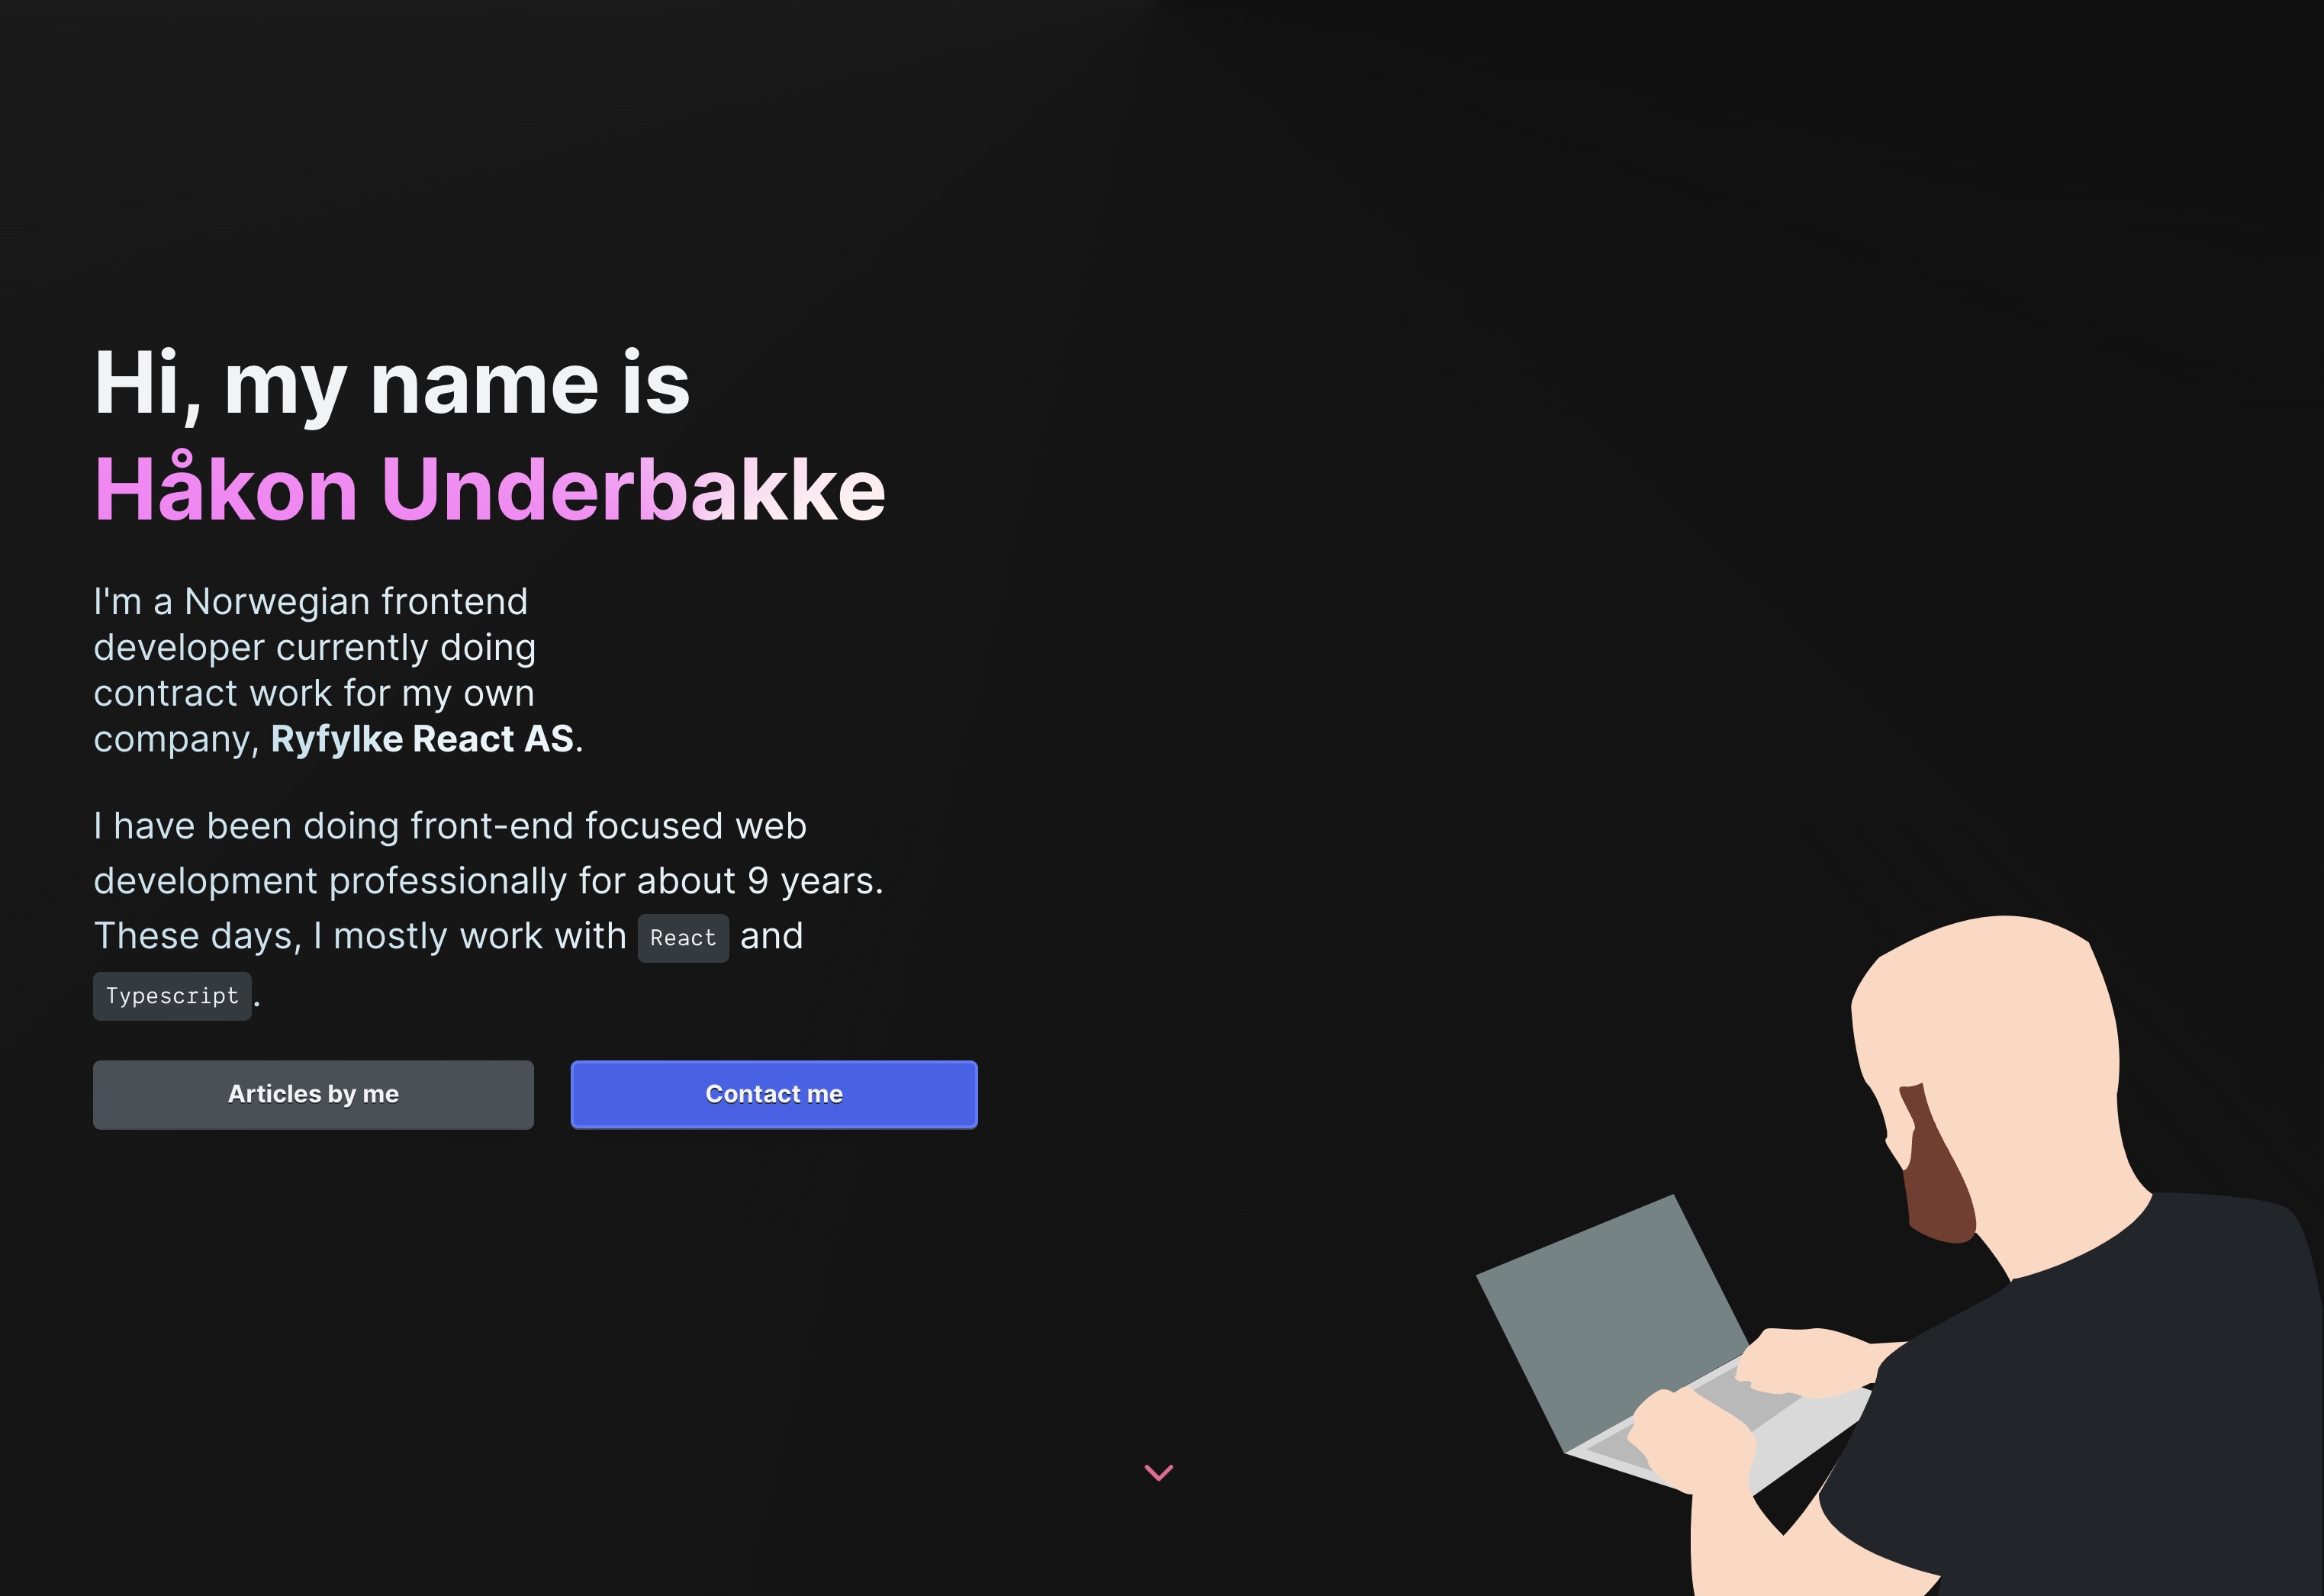 Hi, my name is
Håkon Underbakke
I'm a Norwegian frontend
developer currently doing
contract work for my own
company, Ryfylke React AS.
I have been doing front-end focused web
development professionally for about 9 years.
These days, I mostly work with React and
Typescript.
Articles by me
Contact me